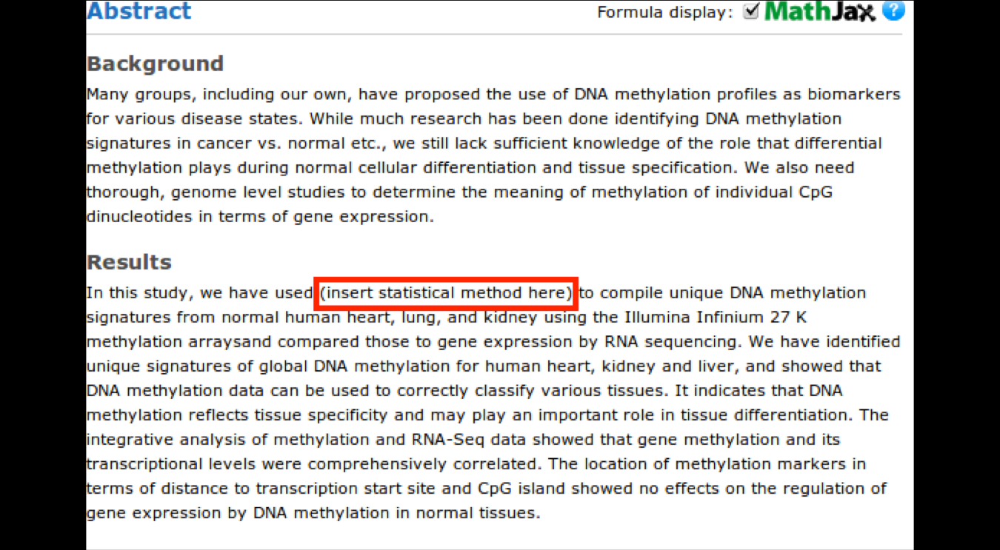 Abstract
Formula display: MathJax ?
Background
Many groups, including our own, have proposed the use of DNA methylation profiles as biomarkers
for various disease states. While much research has been done identifying DNA methylation
signatures in cancer vs. normal etc., we still lack sufficient knowledge of the role that differential
methylation plays during normal cellular differentiation and tissue specification. We also need
thorough, genome level studies to determine the meaning of methylation of individual CpG
dinucleotides in terms of gene expression.
Results
In this study, we have used (insert statistical method here) to compile unique DNA methylation
signatures from normal human heart, lung, and kidney using the Illumina Infinium 27 K
methylation arraysand compared those to gene expression by RNA sequencing. We have identified
unique signatures of global DNA methylation for human heart, kidney and liver, and showed that
DNA methylation data can be used to correctly classify various tissues. It indicates that DNA
methylation reflects tissue specificity and may play an important role in tissue differentiation. The
integrative analysis of methylation and RNA-Seq data showed that gene methylation and its
transcriptional levels were comprehensively correlated. The location of methylation markers in
terms of distance to transcription start site and CpG island showed no effects on the regulation of
gene expression by DNA methylation in normal tissues.